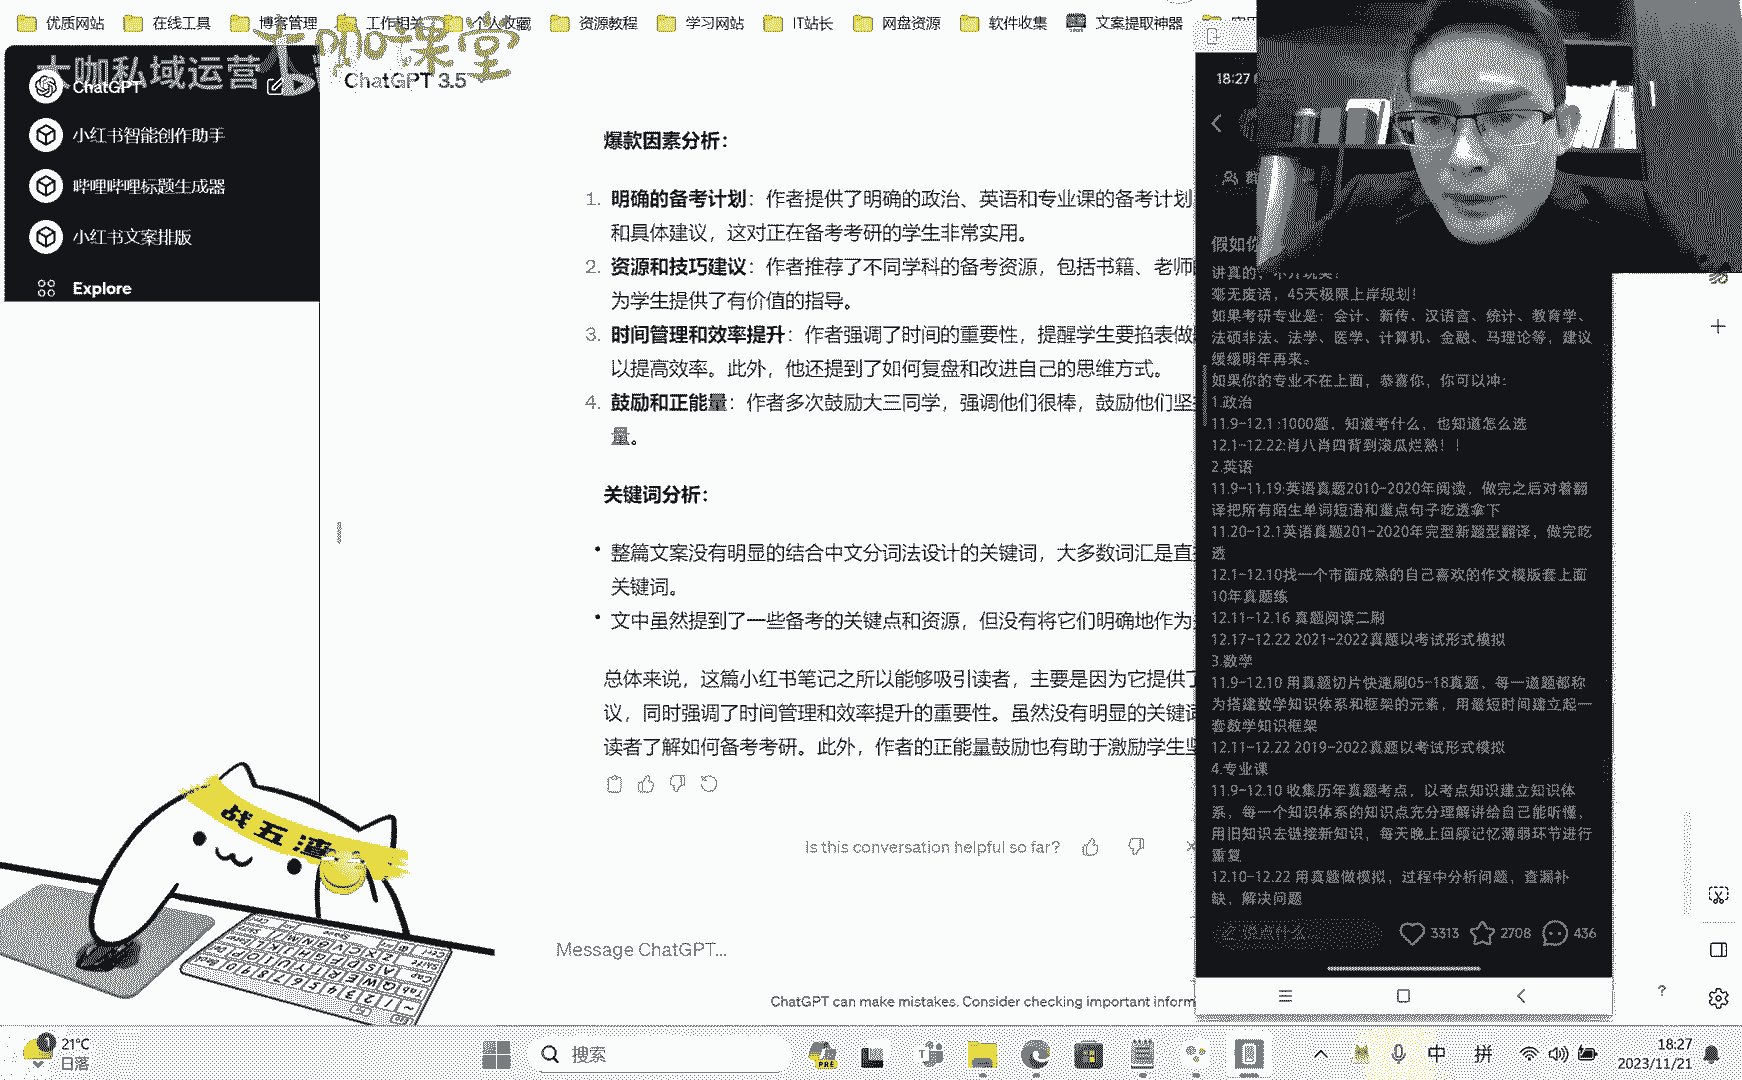 优质网站
在线工具
博客管理
工作相关
个人收藏
资源教程
学习网站
IT站长
网盘资源
软件收集
文案提取神器
大咖课堂
大咖私域运营
ChatGPT
小红书智能创作助手
哔哩哔哩标题生成器
小红书文案排版
Explore
ChatGPT 3.5
爆款因素分析：
1. 明确的备考计划：作者提供了明确的政治、英语和专业课的备考计划
和具体建议，这对正在备考考研的学生非常实用。
2. 资源和技巧建议：作者推荐了不同学科的备考资源，包括书籍、老师
为学生提供了有价值的指导。
3. 时间管理和效率提升：作者强调了时间的重要性，提醒学生要掐表做
以提高效率。此外，他还提到了如何复盘和改进自己的思维方式。
4. 鼓励和正能量：作者多次鼓励大三同学，强调他们很棒，鼓励他们坚
量。
关键词分析：
• 整篇文案没有明显的结合中文分词法设计的关键词，大多数词汇是直
关键词。
• 文中虽然提到了一些备考的关键点和资源，但没有将它们明确地作为
总体来说，这篇小红书笔记之所以能够吸引读者，主要是因为它提供了
议，同时强调了时间管理和效率提升的重要性。虽然没有明显的关键词
读者了解如何备考考研。此外，作者的正能量鼓励也有助于激励学生坚
Is this conversation helpful so far?
Message ChatGPT...
ChatGPT can make mistakes. Consider checking important inform
战五渣
18:27
假如你
讲真的，不开玩笑！
毫无废话，45天极限上岸规划！
如果考研专业是：会计、新传、汉语言、统计、教育学、
法硕非法、法学、医学、计算机、金融、马理论等，建议
缓缓明年再来。
如果你的专业不在上面，恭喜你，你可以冲：
1.政治
11.9-12.1 :1000题，知道考什么，也知道怎么选
12.1-12.22:肖八肖四背到滚瓜烂熟！！
2.英语
11.9-11.19:英语真题2010-2020年阅读，做完之后对着翻
译把所有陌生单词短语和重点句子吃透拿下
11.20-12.1英语真题201-2020年完型新题型翻译，做完吃
透
12.1-12.10找一个市面成熟的自己喜欢的作文模版套上面
10年真题练
12.11-12.16 真题阅读二刷
12.17-12.22 2021-2022真题以考试形式模拟
3.数学
11.9-12.10 用真题切片快速刷05-18真题，每一道题都称
为搭建数学知识体系和框架的元素，用最短时间建立起一
套数学知识框架
12.11-12.22 2019-2022真题以考试形式模拟
4.专业课
11.9-12.10 收集历年真题考点，以考点知识建立知识体
系，每一个知识体系的知识点充分理解讲给自己能听懂，
用旧知识去链接新知识，每天晚上回顾记忆薄弱环节进行
重复
12.10-12.22 用真题做模拟，过程中分析问题，查漏补
缺，解决问题
说点什么...
3313
2708
436
21°C
日落
搜索
PRE
中
拼
18:27
2023/11/21